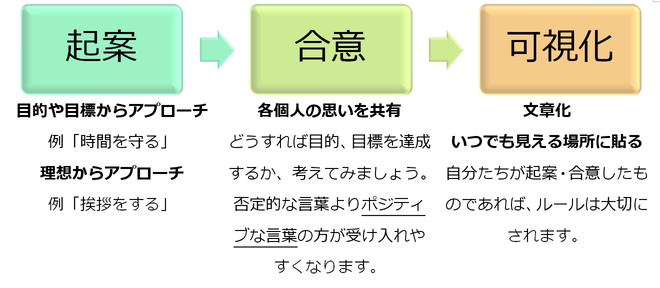 起案
目的や目標からアプローチ
例「時間を守る」
理想からアプローチ
例「挨拶をする」
合意
各個人の思いを共有
どうすれば目的、目標を達成
するか、考えてみましょう。
否定的な言葉よりポジティ
ブな言葉の方が受け入れや
すくなります。
可視化
文章化
いつでも見える場所に貼る
自分たちが起案・合意したも
のであれば、ルールは大切に
されます。